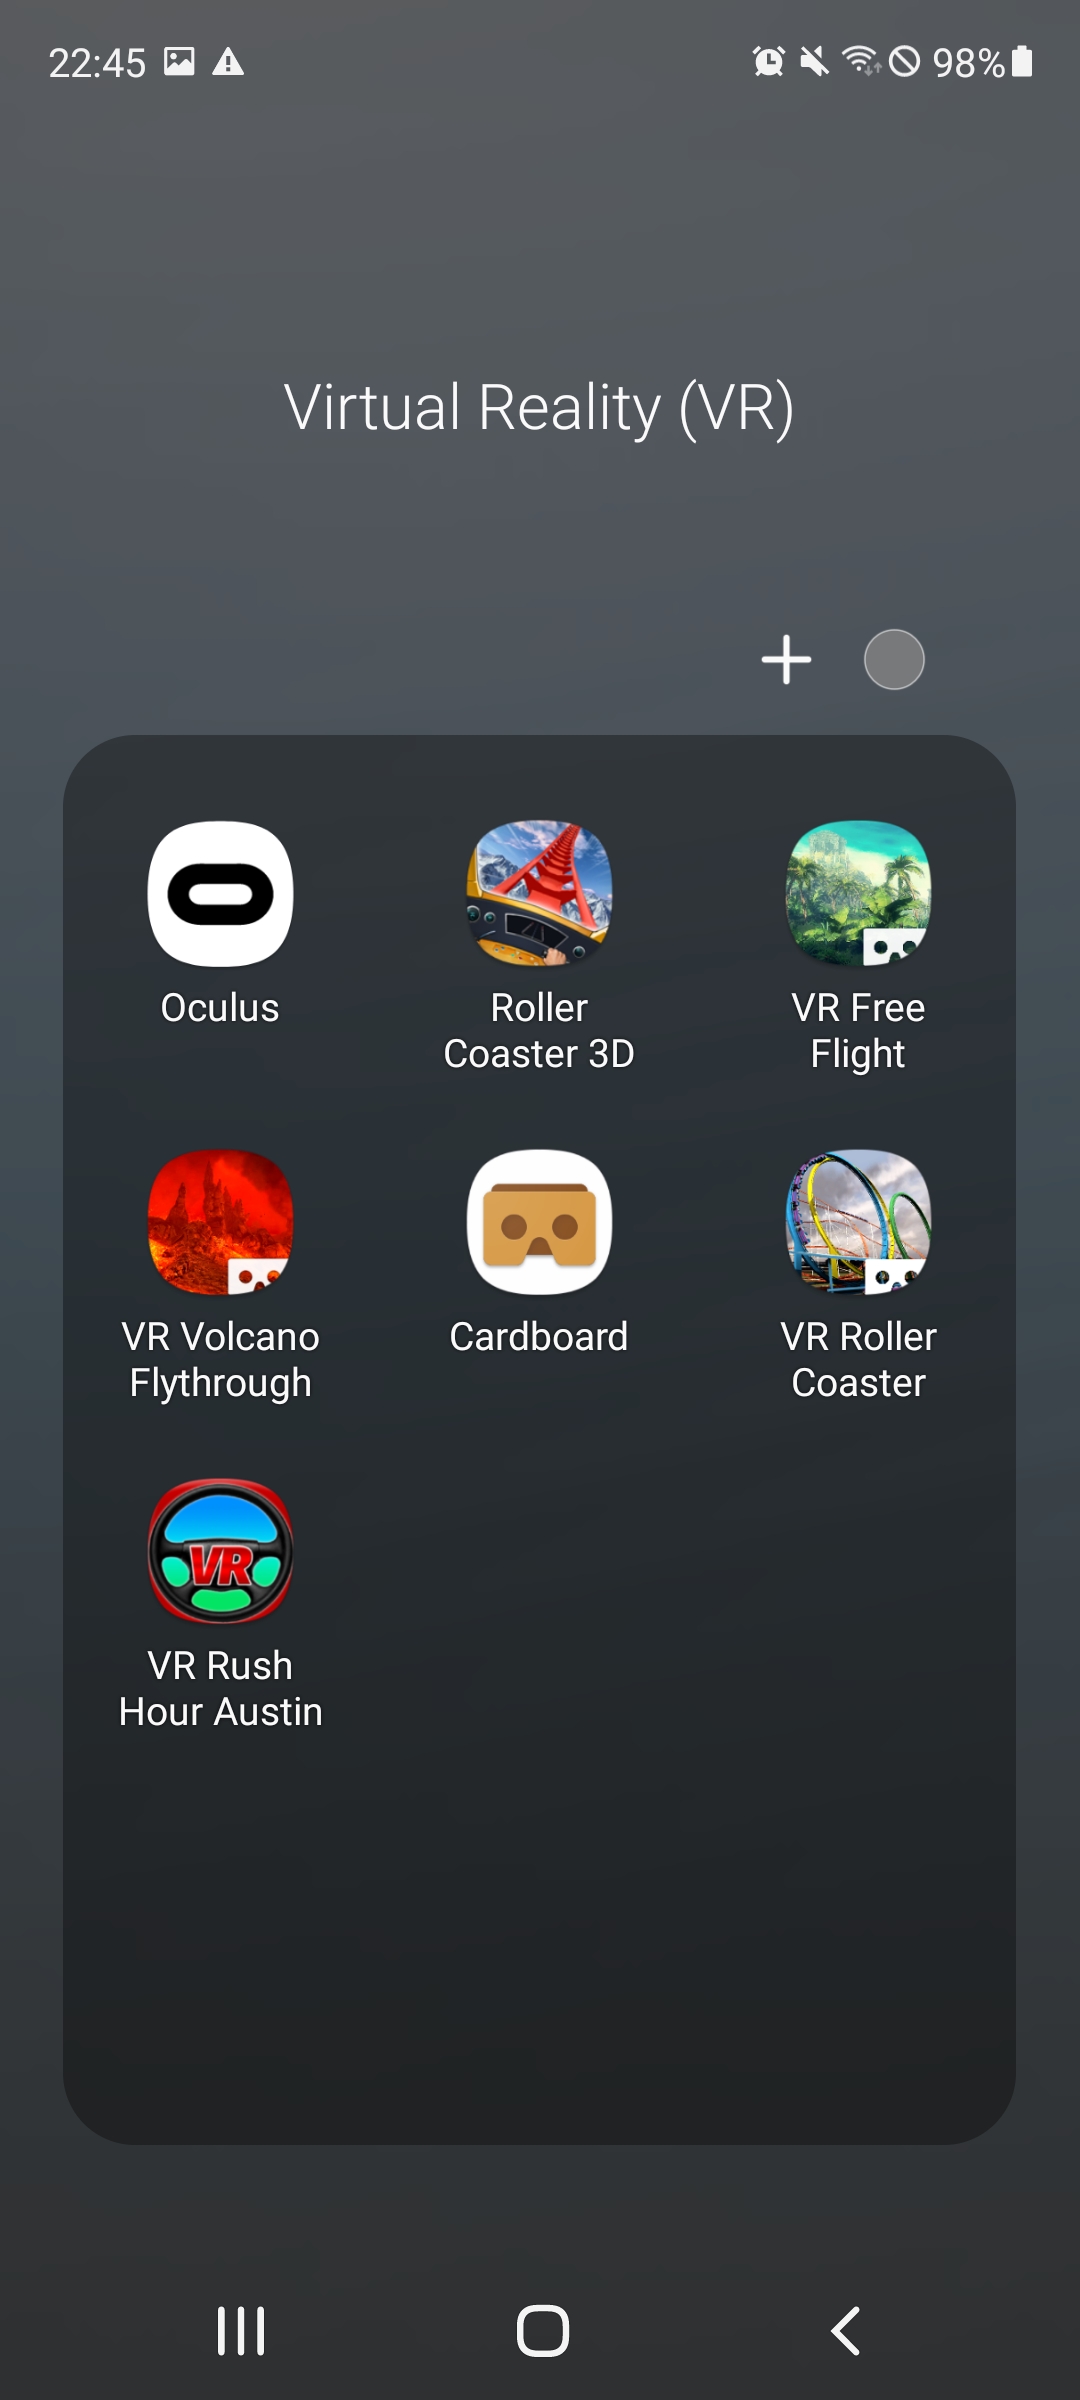 22:45 98%
Virtual Reality (VR)
Oculus
Roller
Coaster 3D
VR Free
Flight
VR Volcano
Flythrough
Cardboard
VR Roller
Coaster
VR
VR Rush
Hour Austin